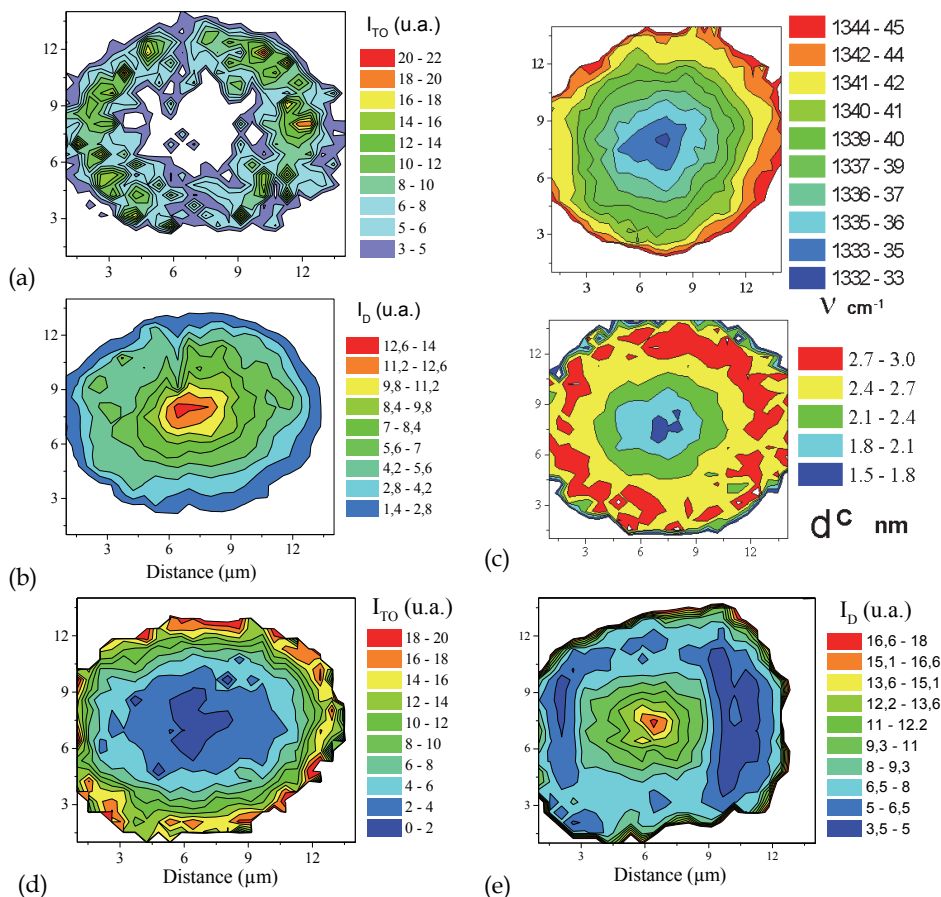 I_TO (u.a.)
20 - 22
18 - 20
16 - 18
14 - 16
12 - 14
10 - 12
8 - 10
6 - 8
5 - 6
3 - 5
12
9
6
3
3 6 9 12
(a)
1344 - 45
1342 - 44
1341 - 42
1340 - 41
1339 - 40
1337 - 39
1336 - 37
1335 - 36
1333 - 35
1332 - 33
ν cm⁻¹
12
9
6
3
3 6 9 12
I_D (u.a.)
12,6 - 14
11,2 - 12,6
9,8 - 11,2
8,4 - 9,8
7 - 8,4
5,6 - 7
4,2 - 5,6
2,8 - 4,2
1,4 - 2,8
12
9
6
3
3 6 9 12
(b)
Distance (µm)
2.7 - 3.0
2.4 - 2.7
2.1 - 2.4
1.8 - 2.1
1.5 - 1.8
d^c nm
12
9
6
3
3 6 9 12
(c)
I_TO (u.a.)
18 - 20
16 - 18
14 - 16
12 - 14
10 - 12
8 - 10
6 - 8
4 - 6
2 - 4
0 - 2
12
9
6
3
3 6 9 12
(d)
Distance (µm)
I_D (u.a.)
16,6 - 18
15,1 - 16,6
13,6 - 15,1
12,2 - 13,6
11 - 12.2
9,3 - 11
8 - 9,3
6,5 - 8
5 - 6,5
3,5 - 5
12
9
6
3
3 6 9 12
Distance (µm)
(e)